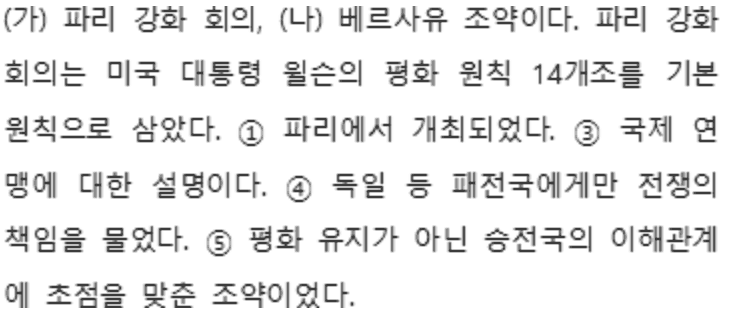 (가) 파리 강화 회의, (나) 베르사유 조약이다. 파리 강화
회의는 미국 대통령 윌슨의 평화 원칙 14개조를 기본
원칙으로 삼았다. ① 파리에서 개최되었다. ③ 국제 연
맹에 대한 설명이다. ④ 독일 등 패전국에게만 전쟁의
책임을 물었다. ⑤ 평화 유지가 아닌 승전국의 이해관계
에 초점을 맞춘 조약이었다.